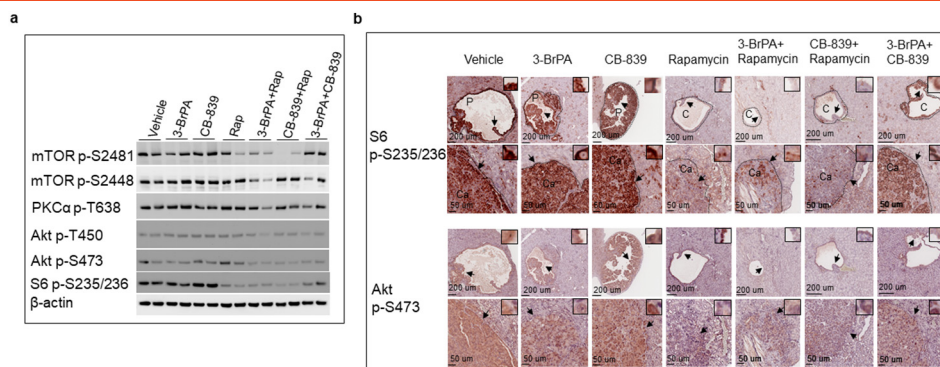 a
Vehicle
3-BrPA
CB-839
Rap
3-BrPA+Rap
CB-839+Rap
3-BrPA+CB-839
mTOR p-S2481
mTOR p-S2448
PKCα p-T638
Akt p-T450
Akt p-S473
S6 p-S235/236
β-actin
b
Vehicle 3-BrPA CB-839 Rapamycin 3-BrPA+ CB-839+ 3-BrPA+
Rapamycin Rapamycin CB-839
P P P C C C C
200 um 200 um 200 um 200 um 200 um 200 um 200 um
S6
p-S235/236
Ca Ca Ca Ca Ca Ca Ca
50 um 50 um 50 um 50 um 50 um 50 um 50 um
200 um 200 um 200 um 200 um 200 um 200 um 200 um
Akt
p-S473
50 um 50 um 50 um 50 um 50 um 50 um 50 um